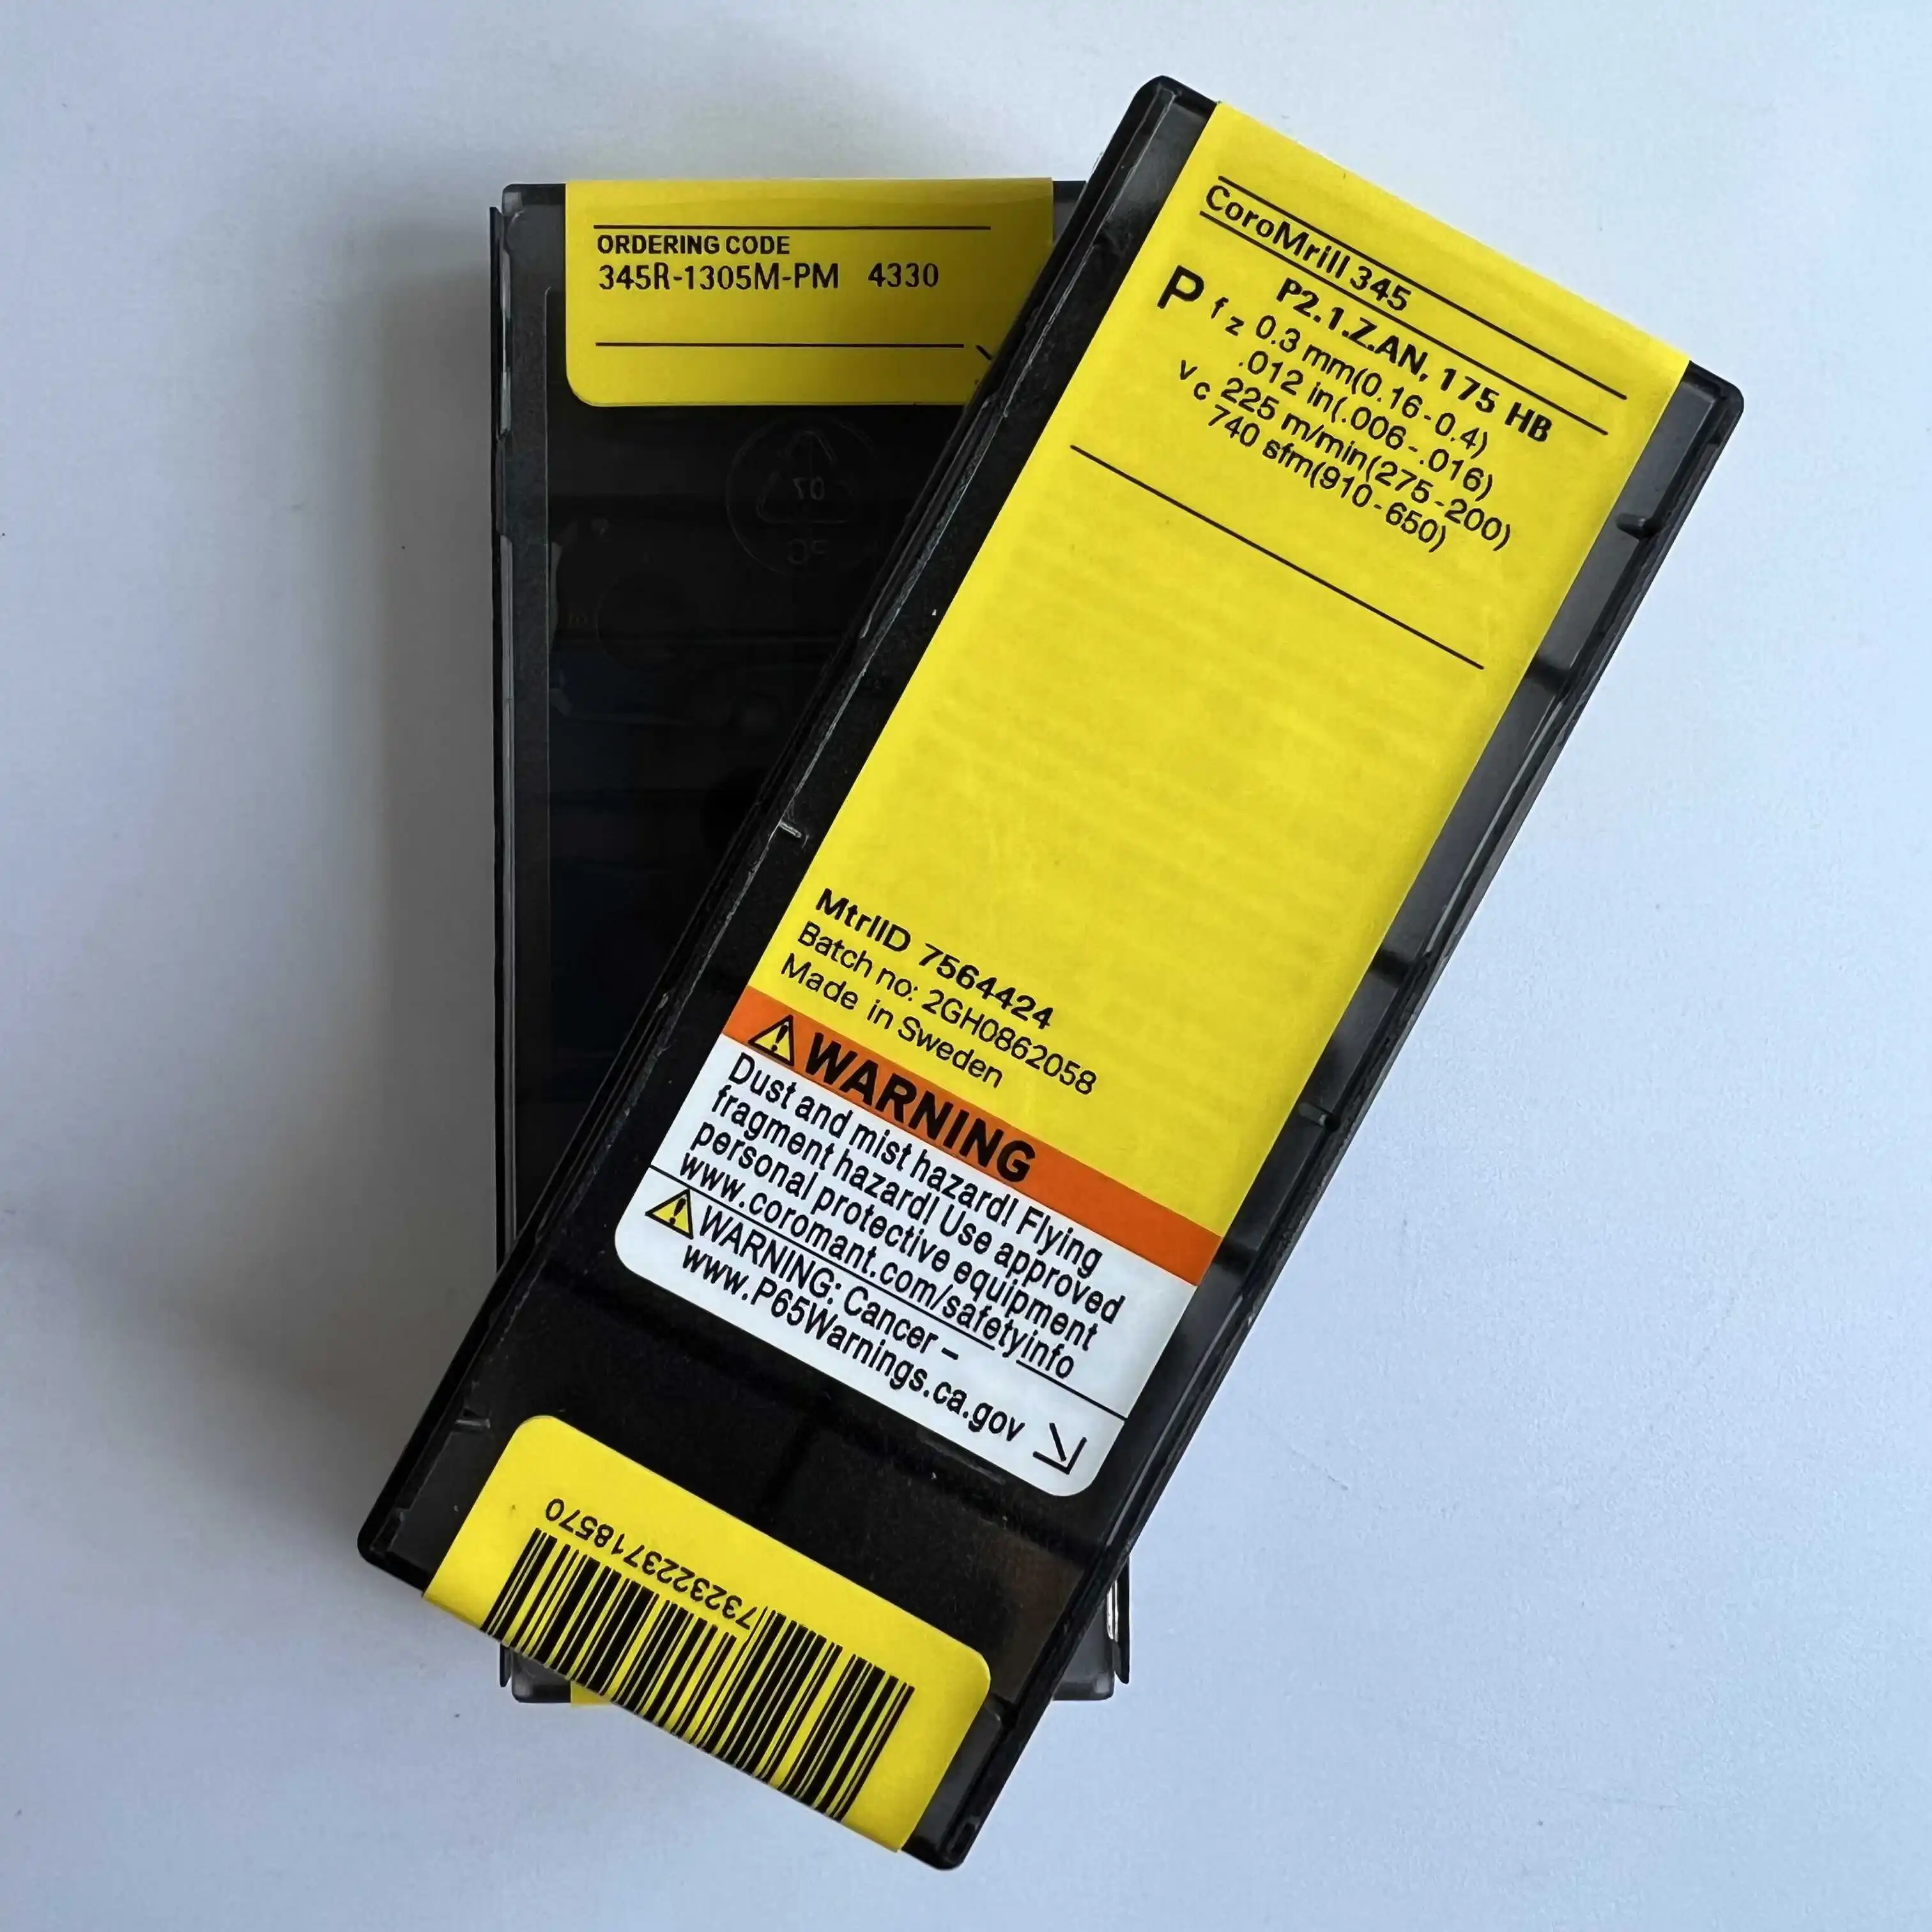 ORDERING CODE
345R-1305M-PM 4330
CoroMrill 345
P2.1.Z.AN, 175 HB
P f z 0.3 mm(0.16-0.4)
.012 in(.006-.016)
v c 225 m/min(275-200)
740 sfm(910-650)
MtrlID 7564424
Batch no: 2GH0862058
Made in Sweden
WARNING
Dust and mist hazard! Flying
fragment hazard! Use approved
personal protective equipment
www.coromant.com/safetyinfo
WARNING: Cancer –
www.P65Warnings.ca.gov
7323223718570
07